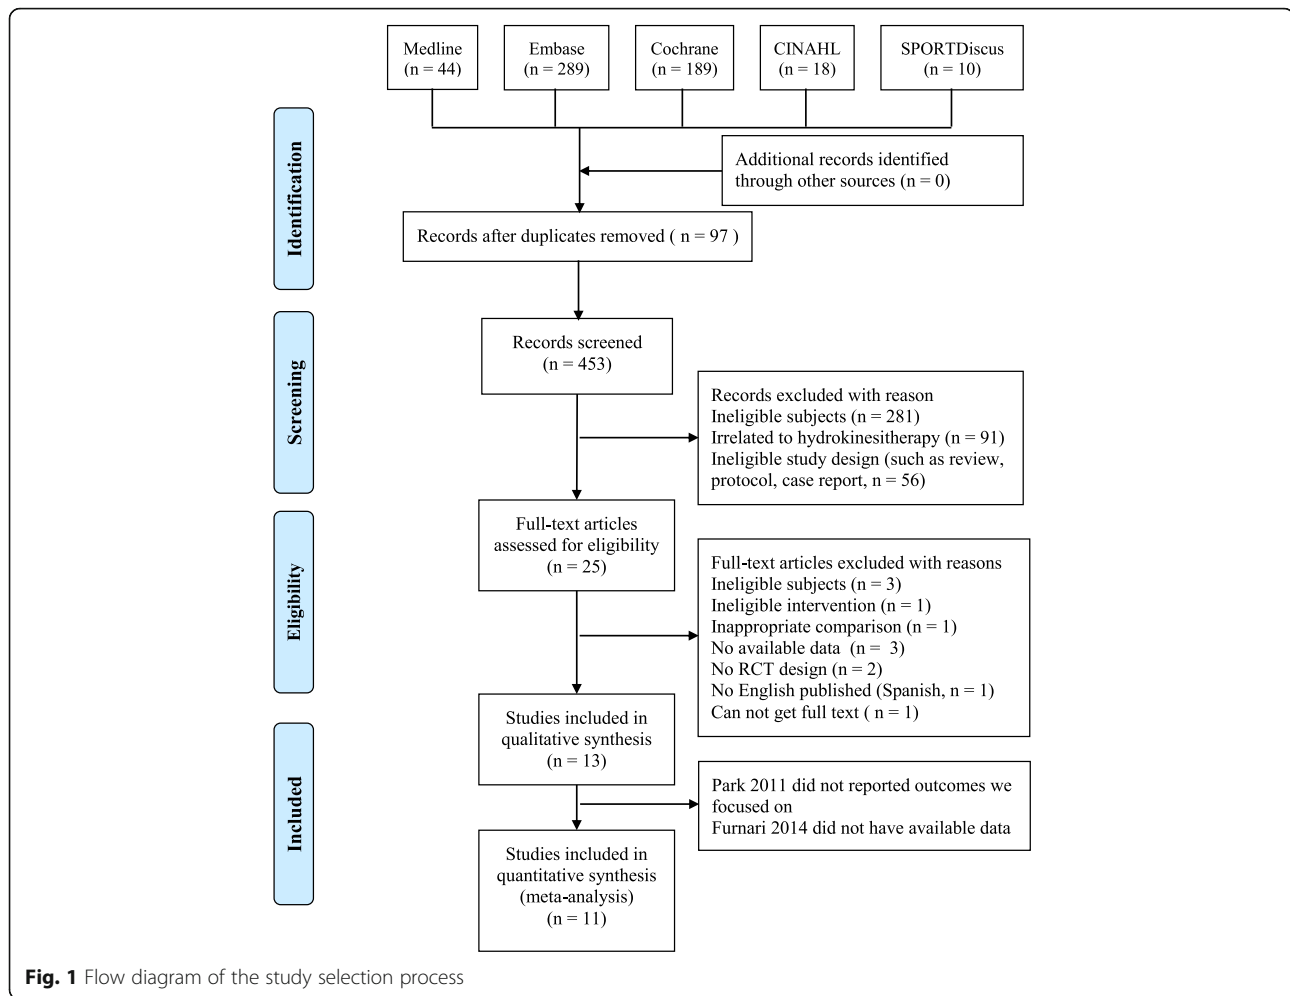 Medline
(n = 44)
Embase
(n = 289)
Cochrane
(n = 189)
CINAHL
(n = 18)
SPORTDiscus
(n = 10)
Identification
Additional records identified
through other sources (n = 0)
Records after duplicates removed ( n = 97 )
Screening
Records screened
(n = 453)
Records excluded with reason
Ineligible subjects (n = 281)
Irrelated to hydrokinesitherapy (n = 91)
Ineligible study design (such as review,
protocol, case report, n = 56)
Eligibility
Full-text articles
assessed for eligibility
(n = 25)
Full-text articles excluded with reasons
Ineligible subjects (n = 3)
Ineligible intervention (n = 1)
Inappropriate comparison (n = 1)
No available data (n = 3)
No RCT design (n = 2)
No English published (Spanish, n = 1)
Can not get full text ( n = 1)
Included
Studies included in
qualitative synthesis
(n = 13)
Park 2011 did not reported outcomes we
focused on
Furnari 2014 did not have available data
Studies included in
quantitative synthesis
(meta-analysis)
(n = 11)
Fig. 1 Flow diagram of the study selection process